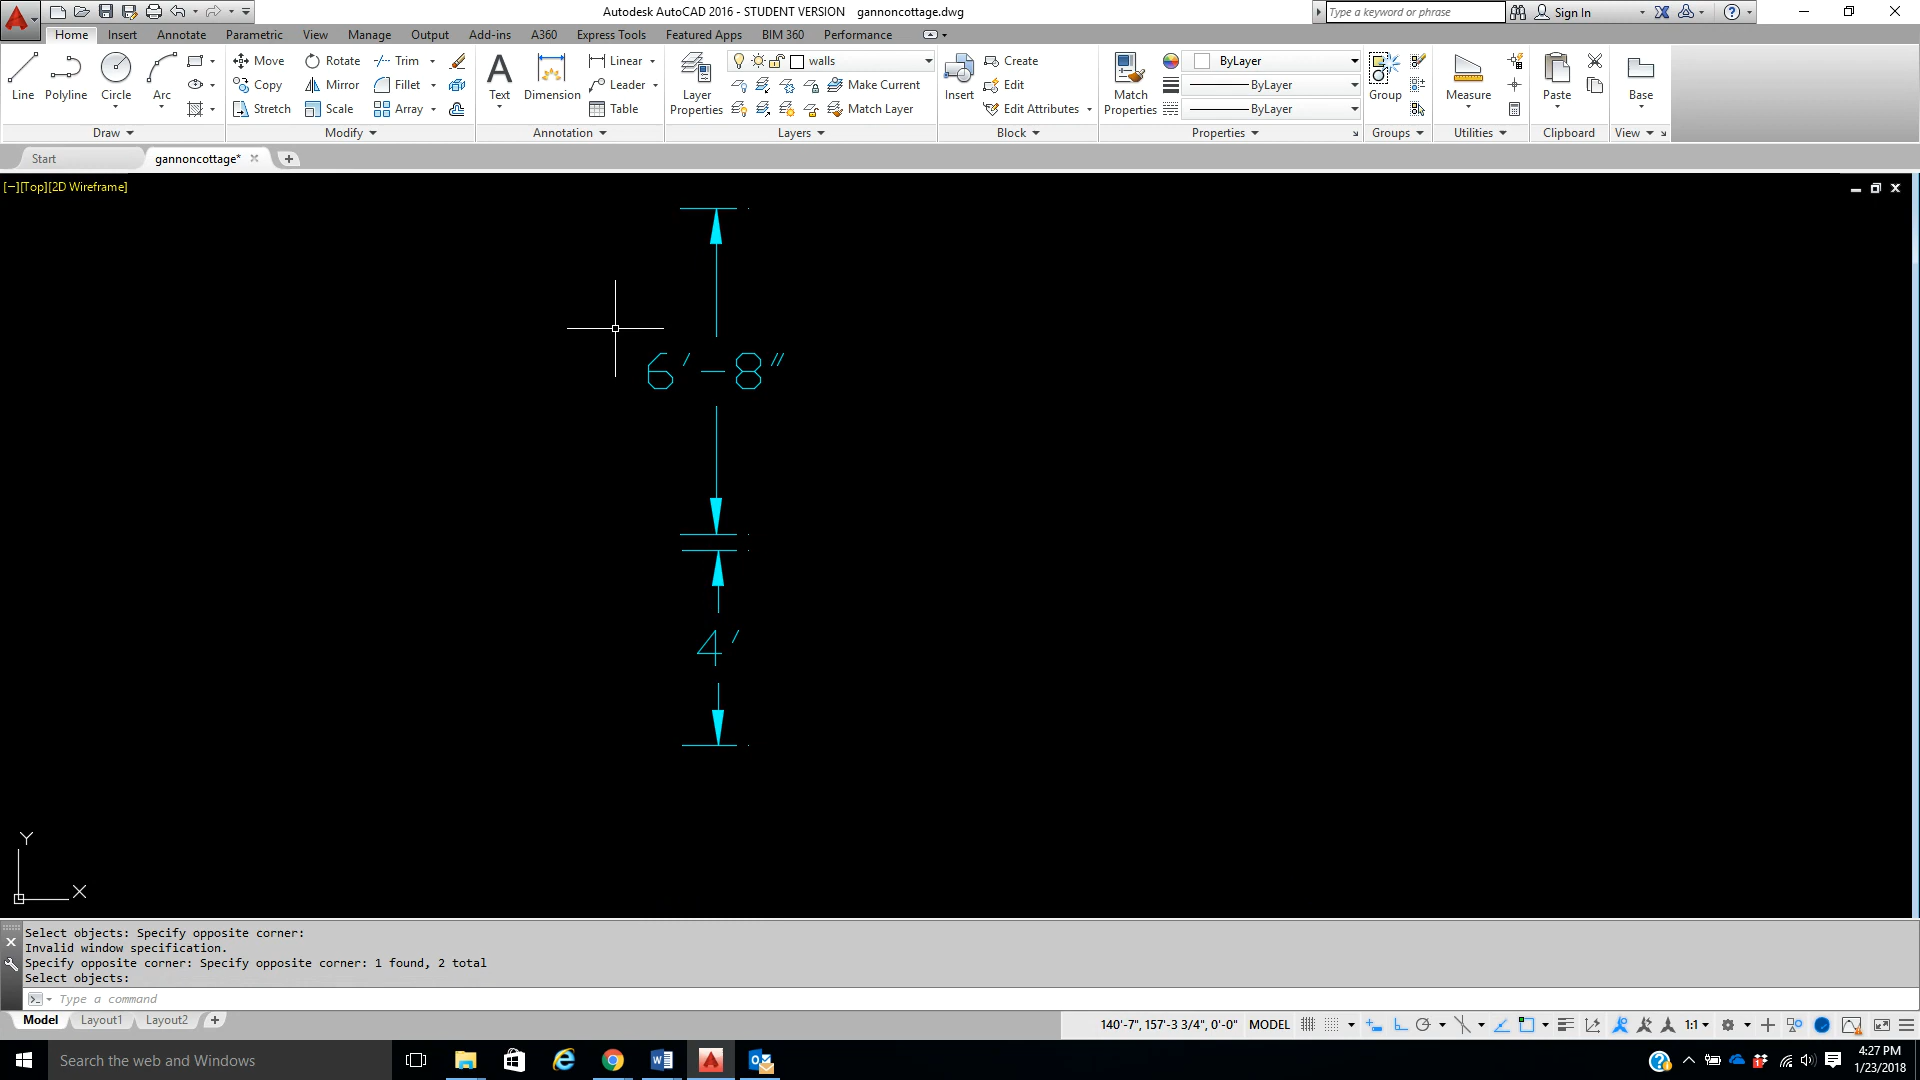 Autodesk AutoCAD 2016 - STUDENT VERSION gannoncottage.dwg
Type a keyword or phrase
Sign In
Home Insert Annotate Parametric View Manage Output Add-ins A360 Express Tools Featured Apps BIM 360 Performance
Line Polyline Circle Arc
Draw
Move Rotate Trim
Copy Mirror Fillet
Stretch Scale Array
Modify
Text Dimension
Linear
Leader
Table
Annotation
Layer Properties
walls
Make Current
Match Layer
Layers
Insert
Create
Edit
Edit Attributes
Block
Match Properties
ByLayer
ByLayer
ByLayer
Properties
Group
Groups
Measure
Utilities
Paste
Clipboard
Base
View
Start gannoncottage*
[−][Top][2D Wireframe]
6'-8"
4'
Y
X
Select objects: Specify opposite corner:
Invalid window specification.
Specify opposite corner: Specify opposite corner: 1 found, 2 total
Select objects:
Type a command
Model Layout1 Layout2
140'-7", 157'-3 3/4", 0'-0" MODEL 1:1
Search the web and Windows
4:27 PM
1/23/2018